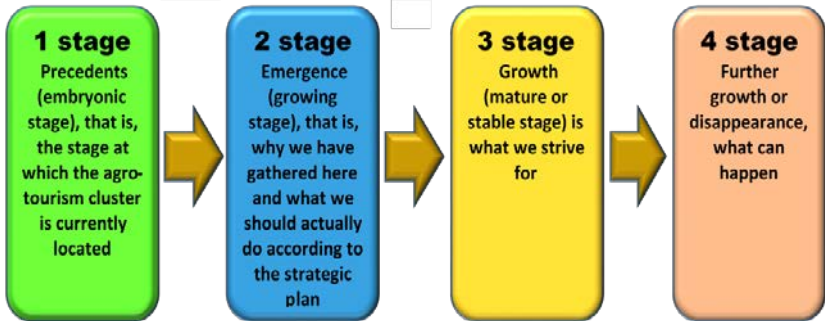 1 stage
Precedents
(embryonic
stage), that is,
the stage at
which the agro-
tourism cluster
is currently
located
2 stage
Emergence
(growing
stage), that is,
why we have
gathered here
and what we
should actually
do according to
the strategic
plan
3 stage
Growth
(mature or
stable stage) is
what we strive
for
4 stage
Further
growth or
disappearance,
what can
happen